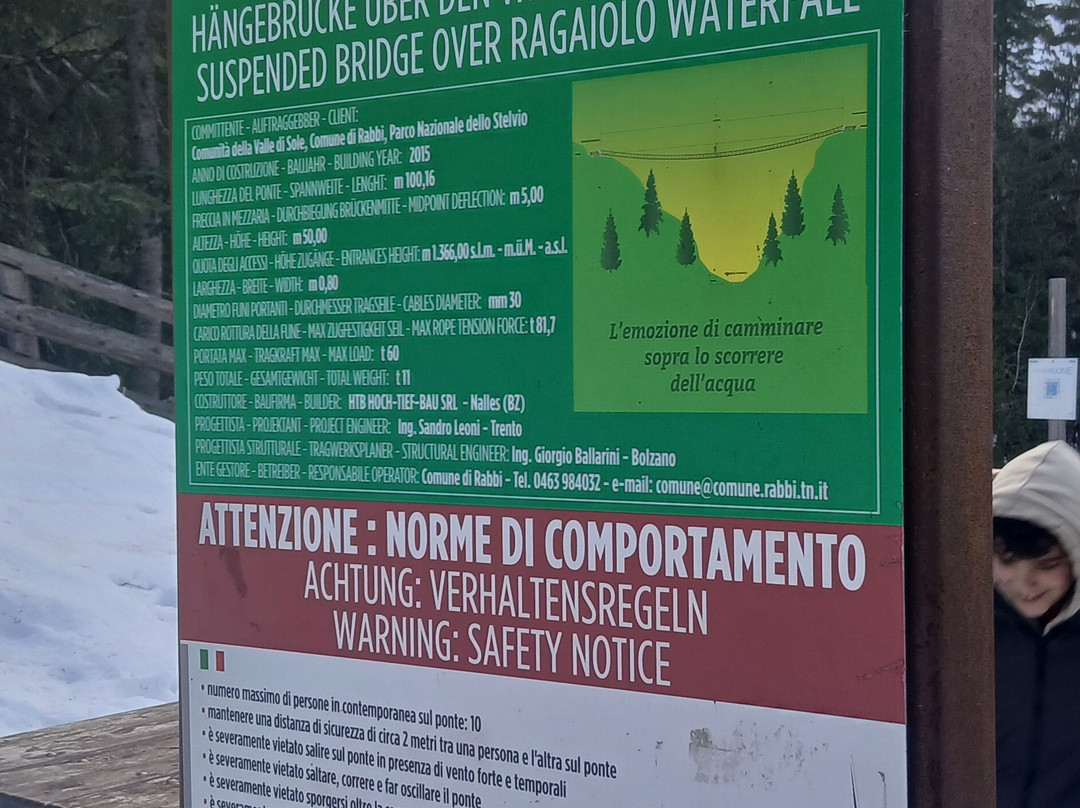 HÄNGEBRÜCKE ÜBER DEN
SUSPENDED BRIDGE OVER RAGAIOLO WATERFALL
COMMITTENTE - AUFTRAGGEBBER - CLIENT:
Comunità della Valle di Sole, Comune di Rabbi, Parco Nazionale dello Stelvio
ANNO DI COSTRUZIONE - BAUJAHR - BUILDING YEAR: 2015
LUNGHEZZA DEL PONTE - SPANNWEITE - LENGHT: m 100,16
FRECCIA IN MEZZARIA - DURCHBIEGUNG BRÜCKENMITTE - MIDPOINT DEFLECTION: m 5,00
ALTEZZA - HÖHE - HEIGHT: m 50,00
QUOTA DEGLI ACCESSI - HÖHE ZUGÄNGE - ENTRANCES HEIGHT: m 1.366,00 s.l.m. - m.ü.M. - a.s.l.
LARGHEZZA - BREITE - WIDTH: m 0,80
DIAMETRO FUNI PORTANTI - DURCHMESSER TRAGSEILE - CABLES DIAMETER: mm 30
CARICO ROTTURA DELLA FUNE - MAX ZUGFESTIGKEIT SEIL - MAX ROPE TENSION FORCE: t 81,7
PORTATA MAX - TRAGKRAFT MAX - MAX LOAD: t 60
PESO TOTALE - GESAMTGEWICHT - TOTAL WEIGHT: t 11
COSTRUTTORE - BAUFIRMA - BUILDER: HTB HOCH-TIEF-BAU SRL - Nalles (BZ)
PROGETTISTA - PROJEKTANT - PROJECT ENGINEER: Ing. Sandro Leoni - Trento
PROGETTISTA STRUTTURALE - TRAGWERKSPLANER - STRUCTURAL ENGINEER: Ing. Giorgio Ballarini - Bolzano
ENTE GESTORE - BETREIBER - RESPONSABILE OPERATOR: Comune di Rabbi - Tel. 0463 984032 - e-mail: comune@comune.rabbi.tn.it
L'emozione di camminare
sopra lo scorrere
dell'acqua
ATTENZIONE : NORME DI COMPORTAMENTO
ACHTUNG: VERHALTENSREGELN
WARNING: SAFETY NOTICE
• numero massimo di persone in contemporanea sul ponte: 10
• mantenere una distanza di sicurezza di circa 2 metri tra una persona e l'altra sul ponte
• è severamente vietato salire sul ponte in presenza di vento forte e temporali
• è severamente vietato saltare, correre e far oscillare il ponte
• è severamente vietato sporgersi oltre